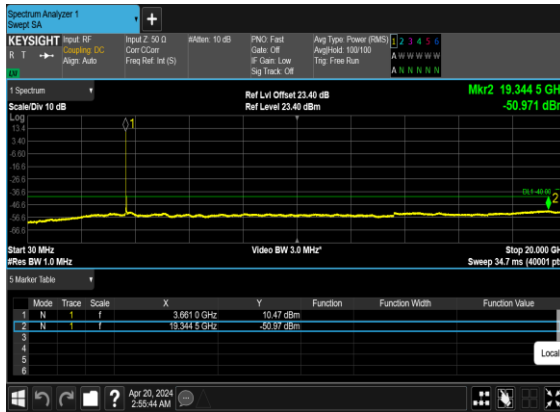 Spectrum Analyzer 1
Swept SA
+
KEYSIGHT
R T
LXI
Input: RF
Coupling: DC
Align: Auto
Input Z: 50 Ω
Corr CCorr
Freq Ref: Int (S)
#Atten: 10 dB
PNO: Fast
Gate: Off
IF Gain: Low
Sig Track: Off
Avg Type: Power (RMS)
Avg|Hold: 100/100
Trig: Free Run
1 2 3 4 5 6
A W W W W W
A N N N N N
1 Spectrum
Scale/Div 10 dB
Ref Lvl Offset 23.40 dB
Ref Level 23.40 dBm
Mkr2 19.344 5 GH
-50.971 dBm
Log
13.4
3.40
-6.60
-16.6
-26.6
-36.6
-46.6
-56.6
-66.6
1
DL1 -40.00
2
Start 30 MHz
#Res BW 1.0 MHz
Video BW 3.0 MHz*
Stop 20.000 GH
Sweep 34.7 ms (40001 pts
5 Marker Table
Mode Trace Scale X Y Function Function Width Function Value
1 N 1 f 3.661 0 GHz 10.47 dBm
2 N 1 f 19.344 5 GHz -50.97 dBm
3
4
5
6
Local
?
Apr 20, 2024
2:55:44 AM